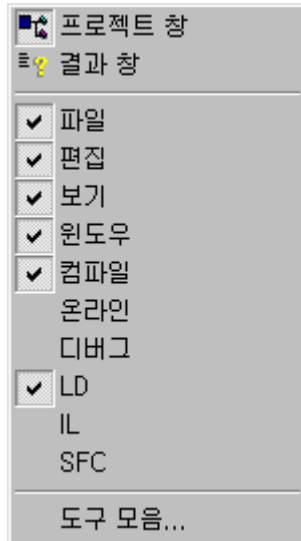 프로젝트 창
결과 창
파일
편집
보기
윈도우
컴파일
온라인
디버그
LD
IL
SFC
도구 모음...